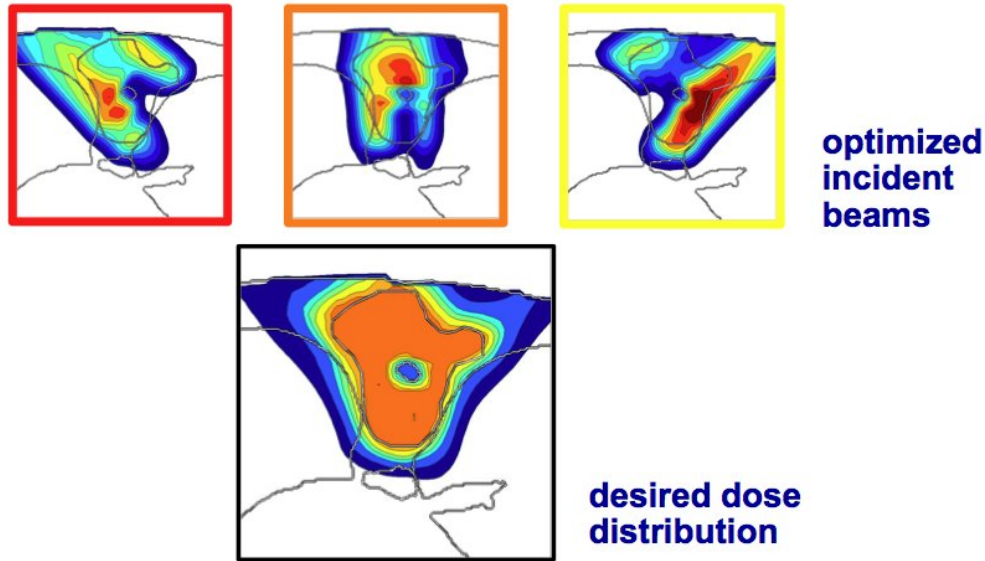 optimized
incident
beams
desired dose
distribution